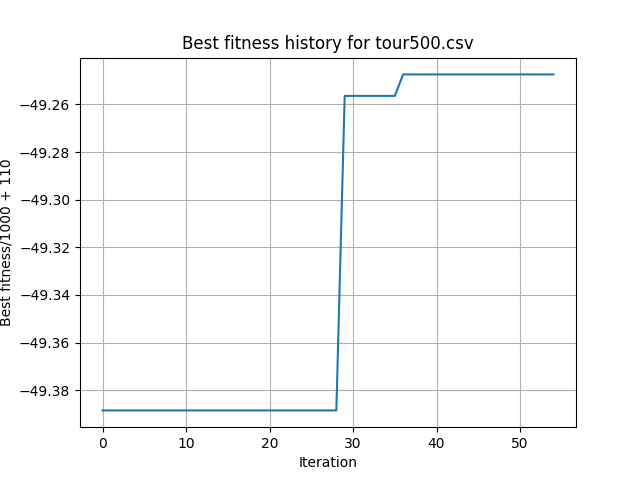 Best fitness history for tour500.csv
−49.26
−49.28
−49.30
−49.32
−49.34
−49.36
−49.38
Best fitness/1000 + 110
0 10 20 30 40 50
Iteration